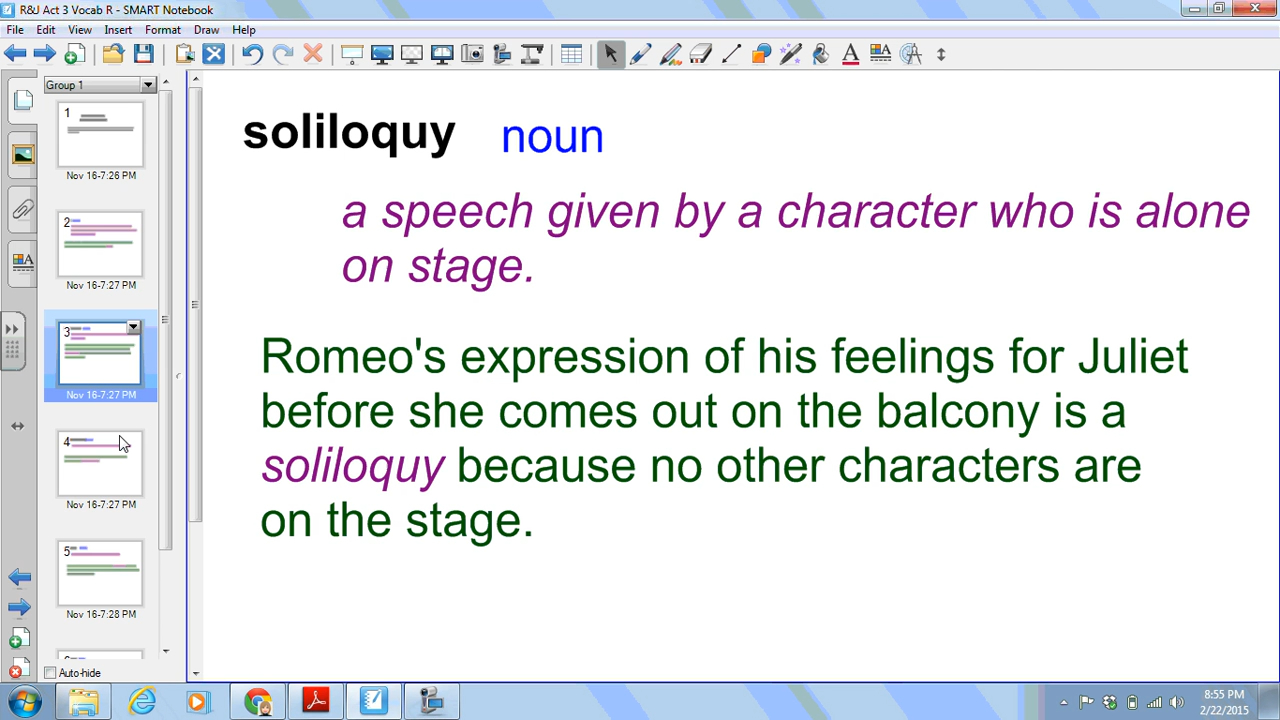 R&J Act 3 Vocab R - SMART Notebook
File Edit View Insert Format Draw Help
Group 1
1
Nov 16-7:26 PM
2
Nov 16-7:27 PM
3
Nov 16-7:27 PM
4
Nov 16-7:27 PM
5
Nov 16-7:28 PM
Auto-hide
soliloquy noun
a speech given by a character who is alone
on stage.
Romeo's expression of his feelings for Juliet
before she comes out on the balcony is a
soliloquy because no other characters are
on the stage.
8:55 PM
2/22/2015